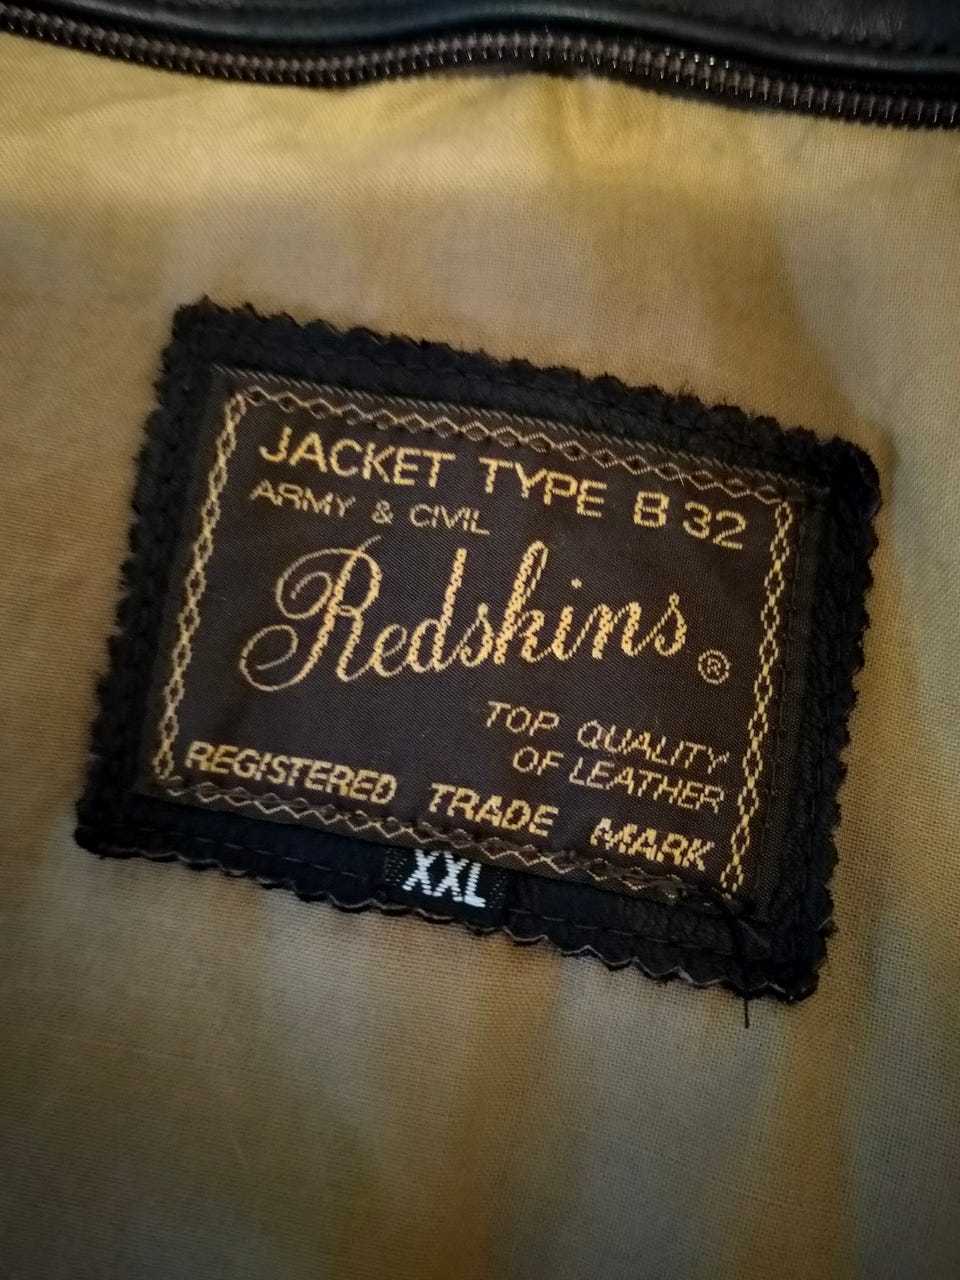 JACKET TYPE B 32
ARMY & CIVIL
Redskins ®
TOP QUALITY
OF LEATHER
REGISTERED TRADE MARK
XXL